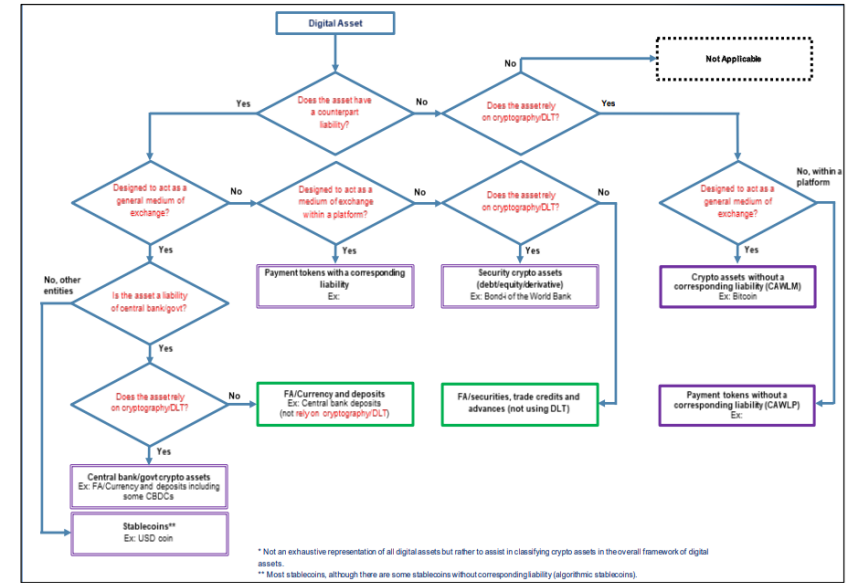 Digital Asset
No
Not Applicable
Does the asset have
a counterpart
liability?
Yes
No
Does the asset rely
on cryptography/DLT?
Yes
Designed to act as a
general medium of
exchange?
No
Designed to act as a
medium of exchange
within a platform?
No
Does the asset rely
on cryptography/DLT?
No
Designed to act as a
general medium of
exchange?
No, within a
platform
Yes
Yes
Yes
Yes
No, other
entities
Is the asset a liability
of central bank/govt?
Payment tokens with a corresponding
liability
Ex:
Security crypto assets
(debt/equity/derivative)
Ex: Bond-i of the World Bank
Crypto assets without a
corresponding liability (CAWLM)
Ex: Bitcoin
Yes
Does the asset rely
on cryptography/DLT?
No
FA/Currency and deposits
Ex: Central bank deposits
(not rely on cryptography/DLT)
FA/securities, trade credits and
advances (not using DLT)
Payment tokens without a
corresponding liability (CAWLP)
Ex:
Yes
Central bank/govt crypto assets
Ex: FA/Currency and deposits including
some CBDCs
Stablecoins**
Ex: USD coin
* Not an exhaustive representation of all digital assets but rather to assist in classifying crypto assets in the overall framework of digital
assets.
** Most stablecoins, although there are some stablecoins without corresponding liability (algorithmic stablecoins).